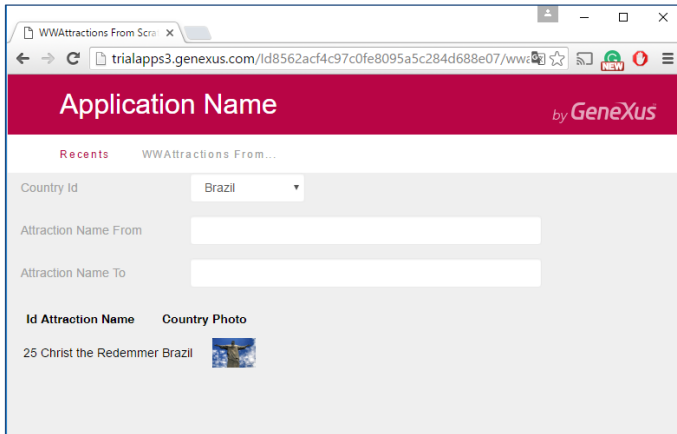 WWAttractions From Scra
trialapps3.genexus.com/Id8562acf4c97c0fe8095a5c284d688e07/wwa
NEW
Application Name
by GeneXus
Recents WWAttractions From...
Country Id Brazil
Attraction Name From
Attraction Name To
Id Attraction Name Country Photo
25 Christ the Redemmer Brazil